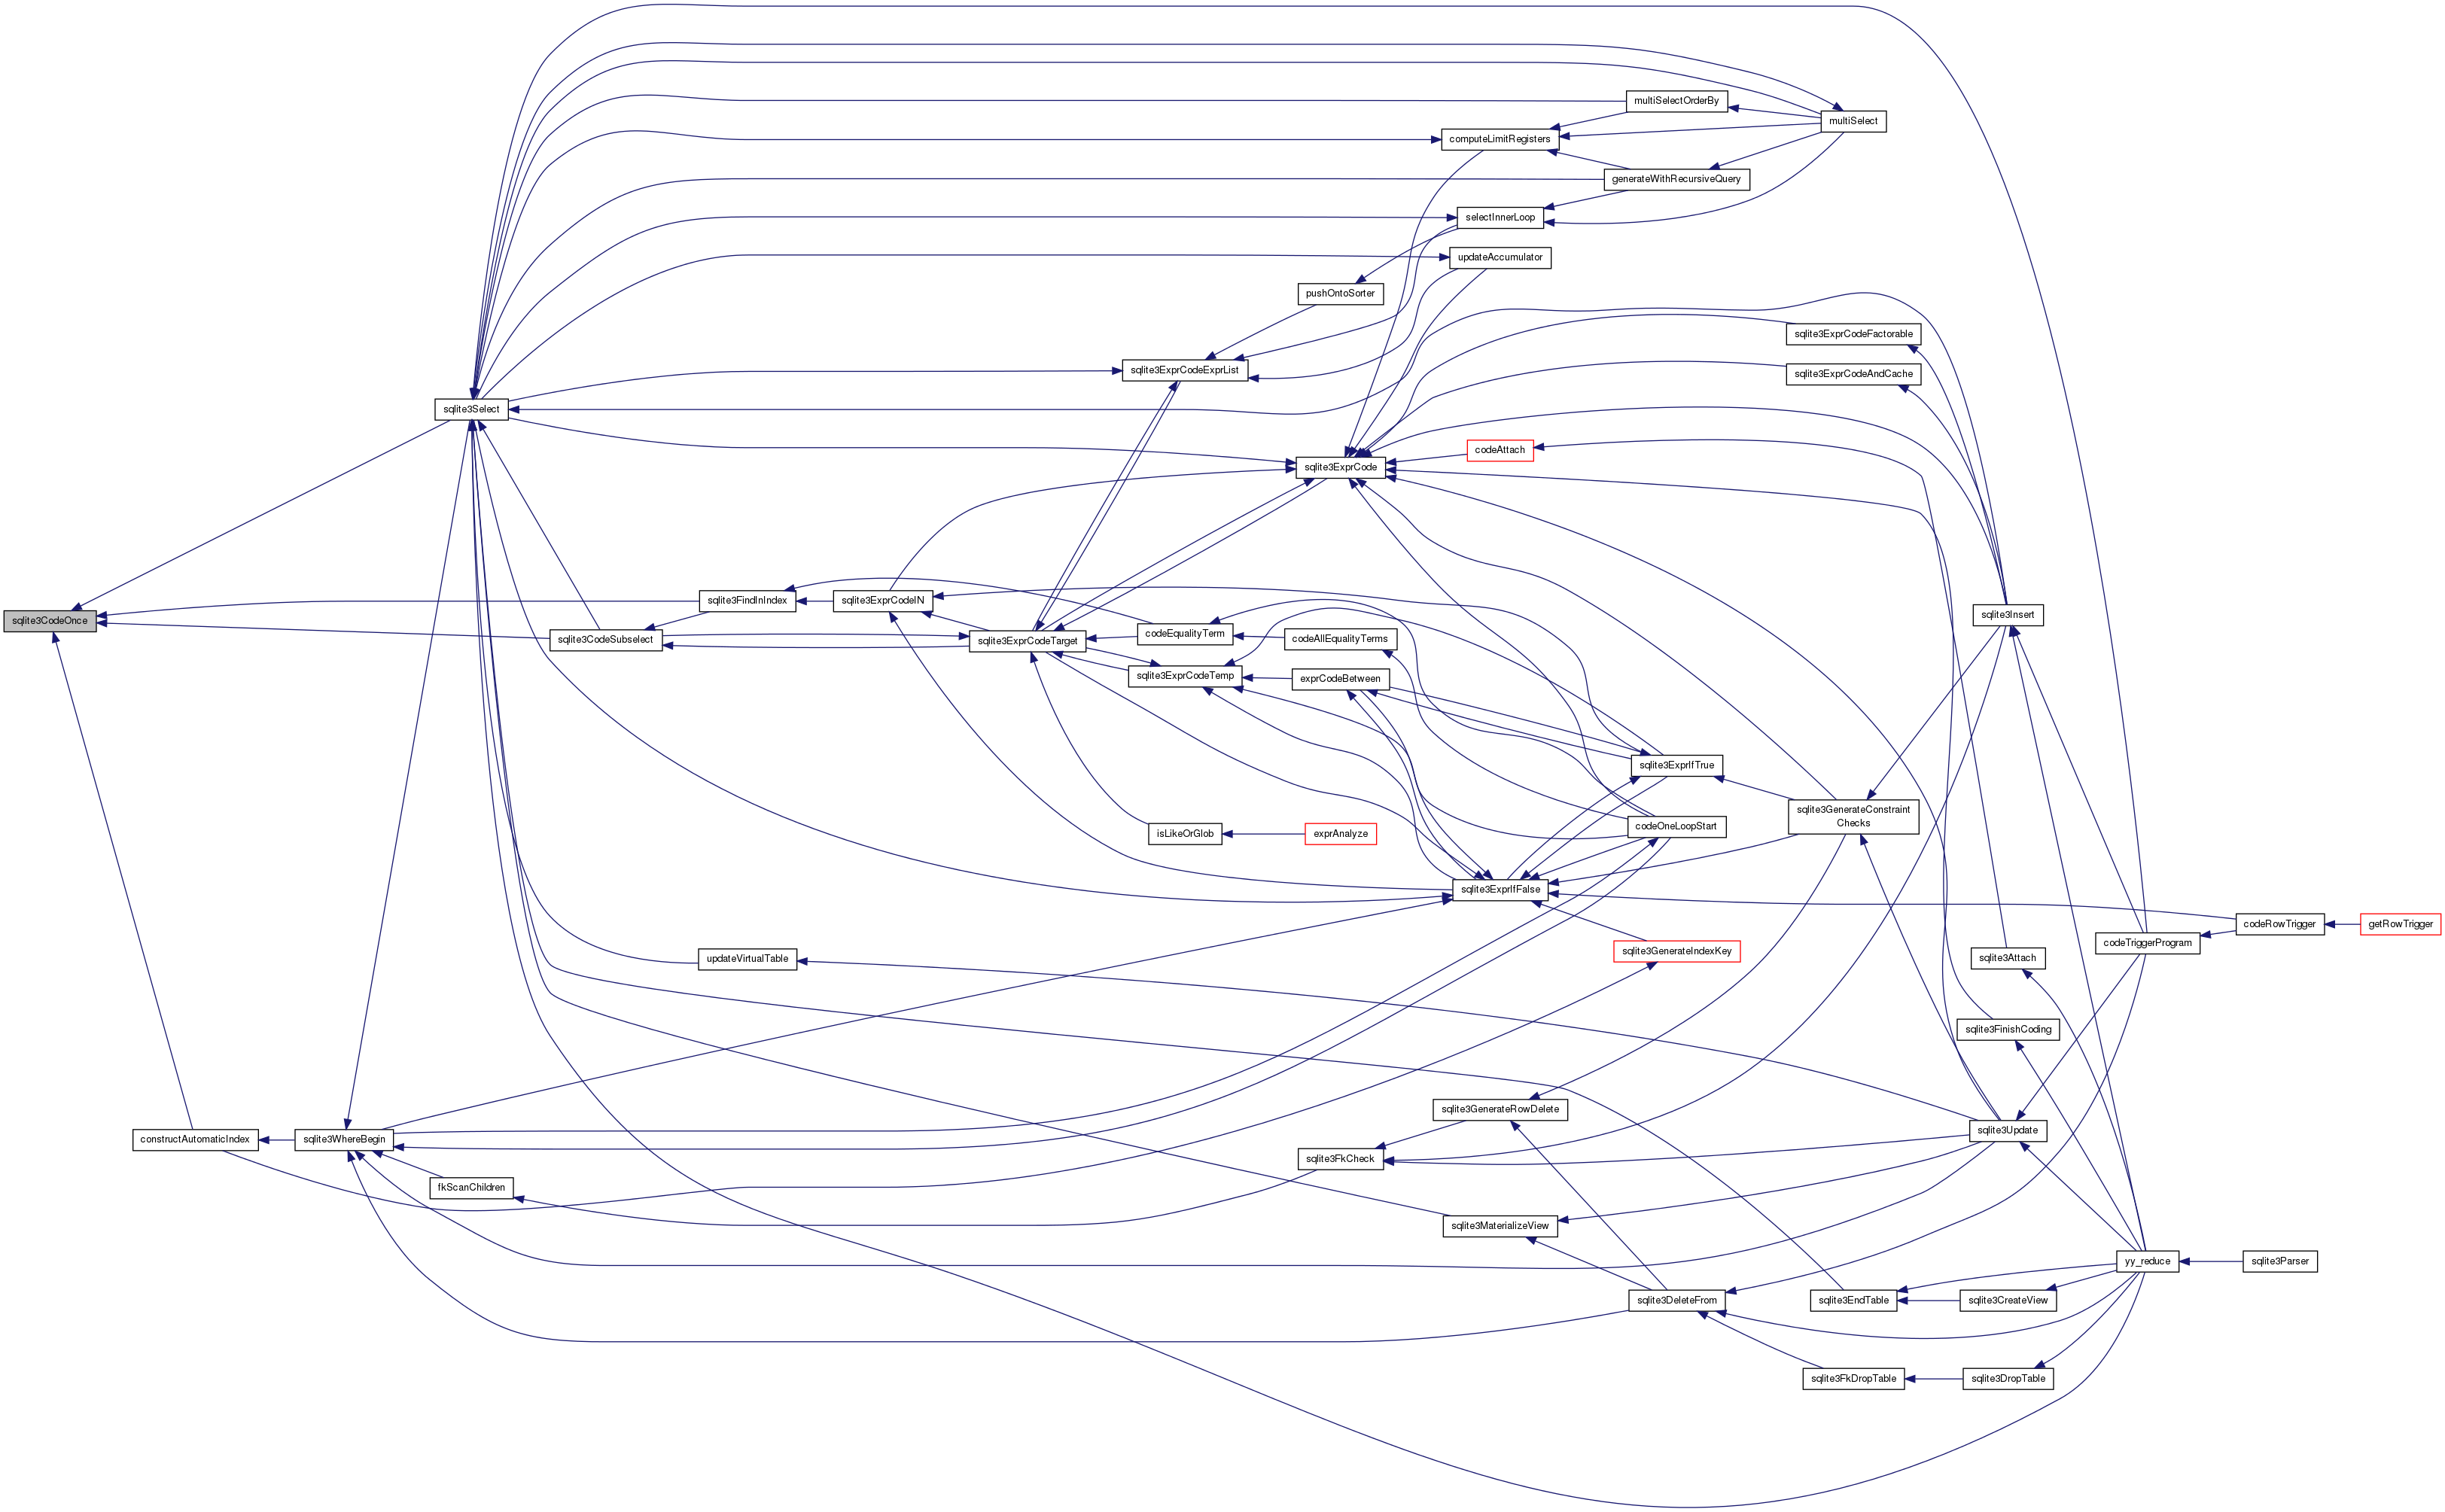 multiSelectOrderBy
multiSelect
computeLimitRegisters
generateWithRecursiveQuery
selectInnerLoop
updateAccumulator
pushOntoSorter
sqlite3ExprCodeFactorable
sqlite3ExprCodeExprList
sqlite3ExprCodeAndCache
sqlite3Select
codeAttach
sqlite3ExprCode
sqlite3FindInIndex
sqlite3ExprCodeIN
sqlite3Insert
sqlite3CodeOnce
sqlite3CodeSubselect
sqlite3ExprCodeTarget
codeEqualityTerm
codeAllEqualityTerms
sqlite3ExprCodeTemp
exprCodeBetween
sqlite3ExprIfTrue
sqlite3GenerateConstraint
Checks
isLikeOrGlob
exprAnalyze
codeOneLoopStart
sqlite3ExprIfFalse
codeRowTrigger
getRowTrigger
codeTriggerProgram
sqlite3GenerateIndexKey
updateVirtualTable
sqlite3Attach
sqlite3FinishCoding
sqlite3GenerateRowDelete
sqlite3Update
constructAutomaticIndex
sqlite3WhereBegin
sqlite3FkCheck
fkScanChildren
sqlite3MaterializeView
yy_reduce
sqlite3Parser
sqlite3DeleteFrom
sqlite3EndTable
sqlite3CreateView
sqlite3FkDropTable
sqlite3DropTable